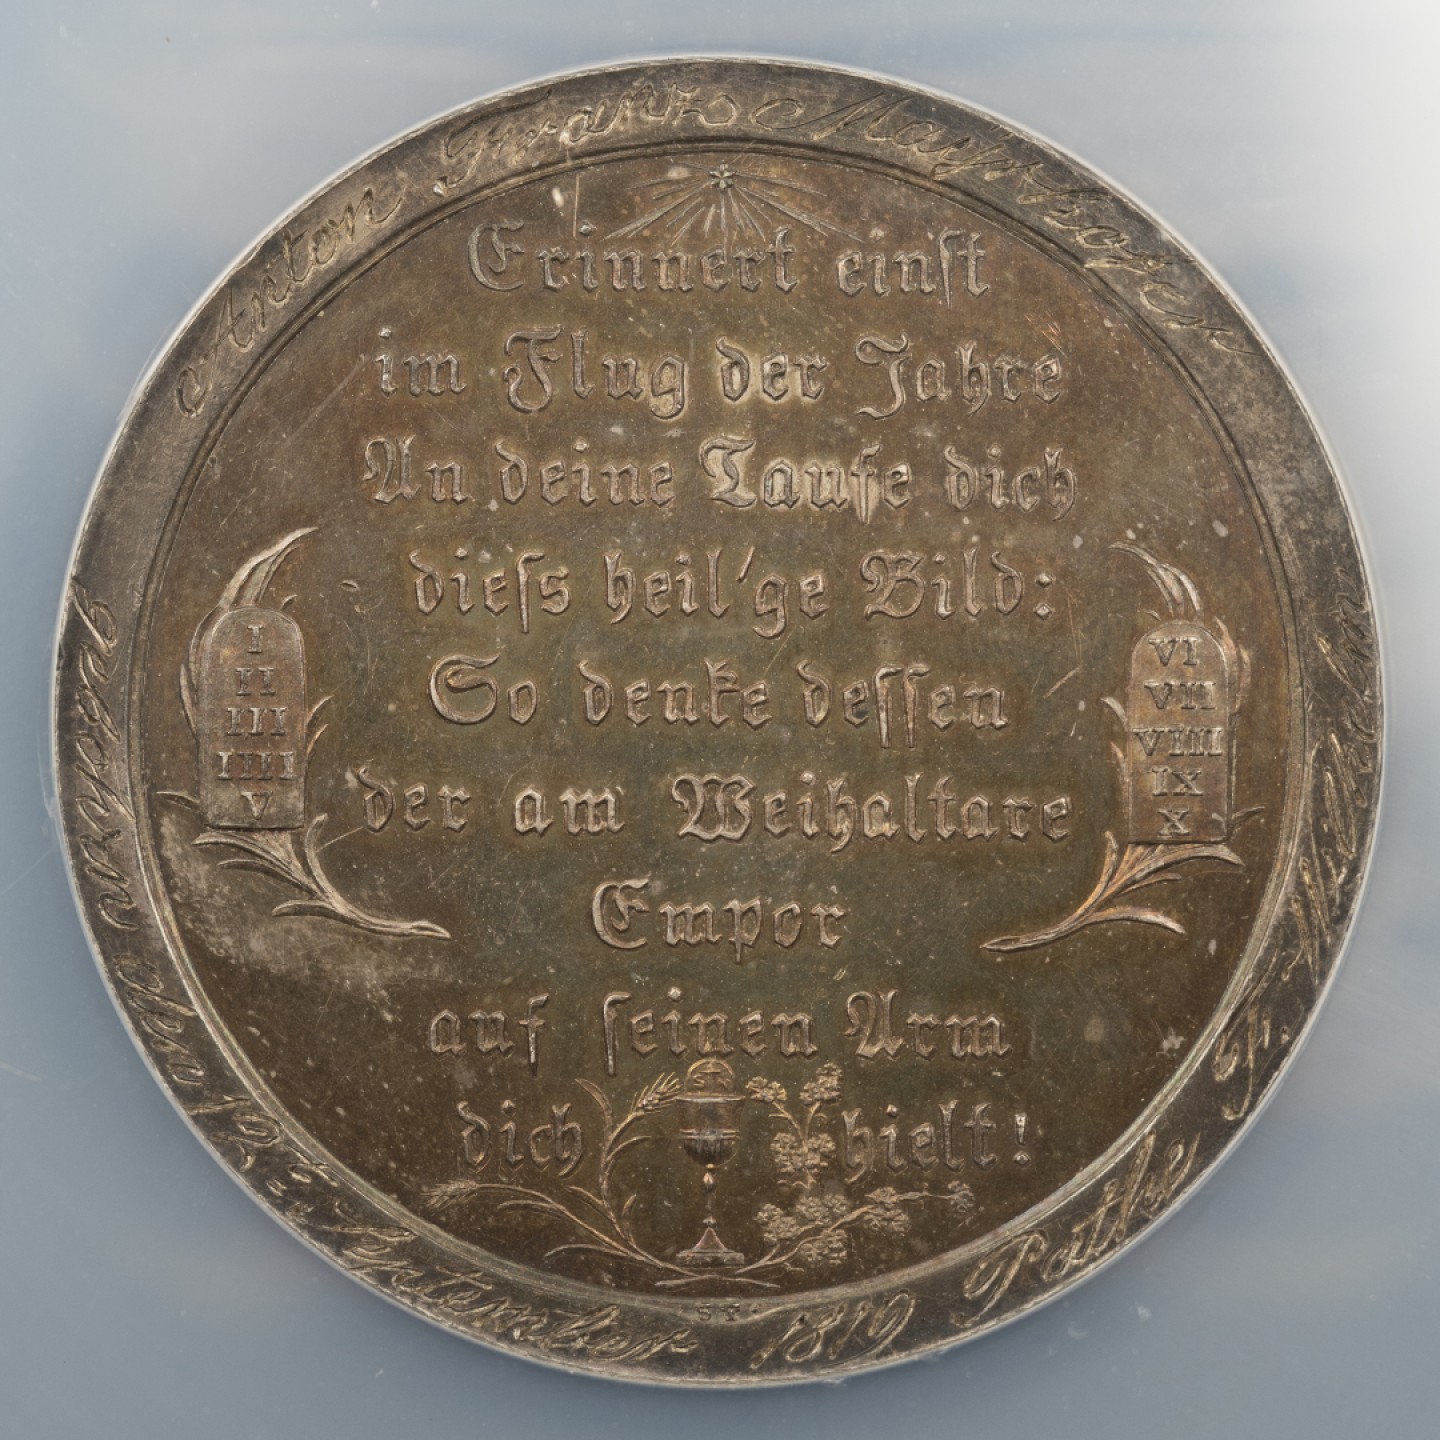 Anton Franz Mayrhofer
Erinnert einſt
im Flug der Jahre
An deine Taufe dich
dieſs heil'ge Bild:
So denke deſſen
der am Weihaltare
Empor
auf ſeinen Arm
dich hielt!
I
II
III
IIII
V
VI
VII
VIII
IX
X
September 1819 Pathe